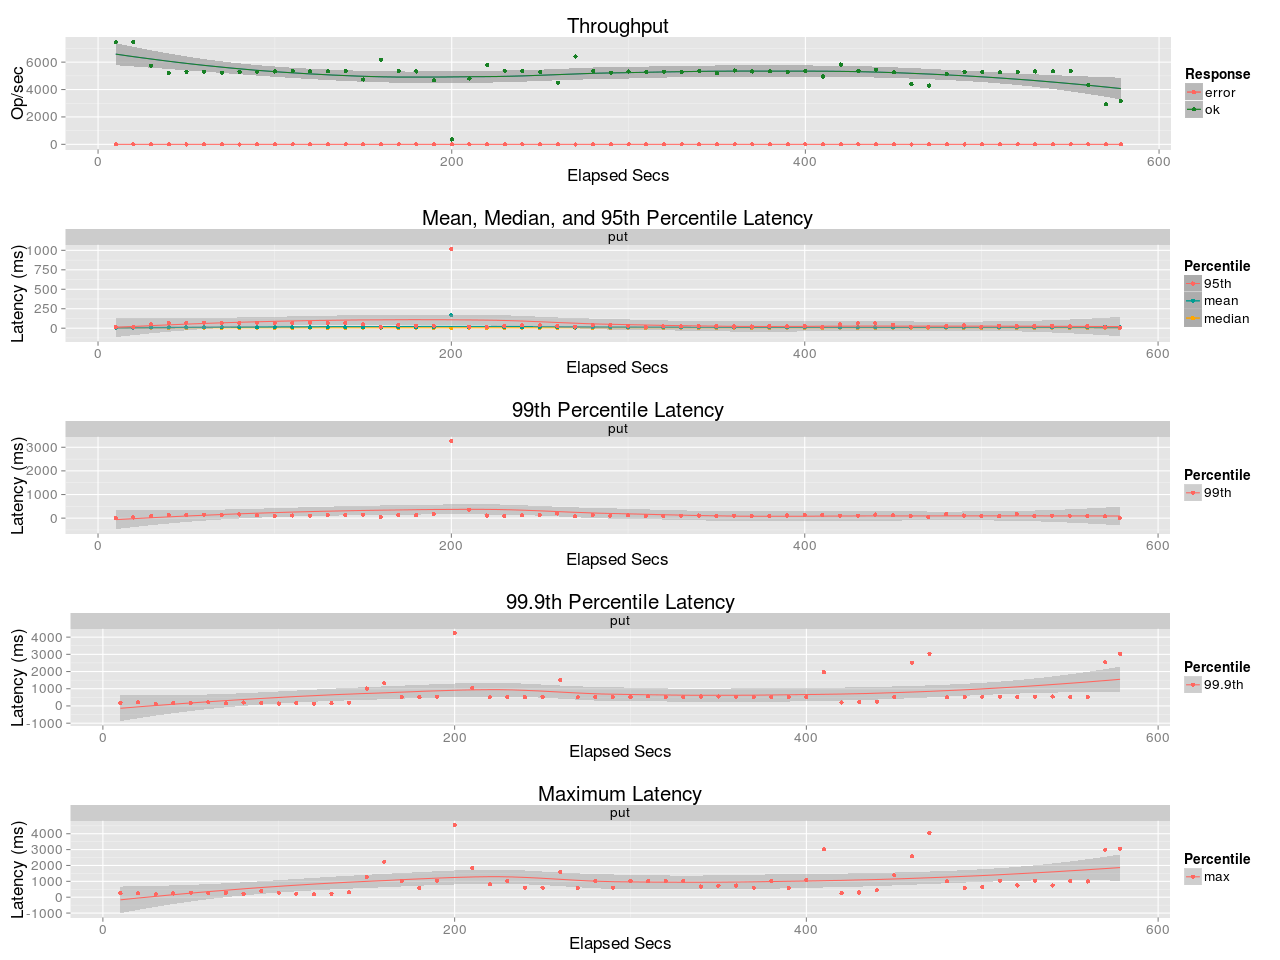 Throughput
Op/sec
6000
4000
2000
0
0 200 400 600
Elapsed Secs
Response
error
ok
Mean, Median, and 95th Percentile Latency
put
Latency (ms)
1000
750
500
250
0
0 200 400 600
Elapsed Secs
Percentile
95th
mean
median
99th Percentile Latency
put
Latency (ms)
3000
2000
1000
0
0 200 400 600
Elapsed Secs
Percentile
99th
99.9th Percentile Latency
put
Latency (ms)
4000
3000
2000
1000
0
-1000
0 200 400 600
Elapsed Secs
Percentile
99.9th
Maximum Latency
put
Latency (ms)
4000
3000
2000
1000
0
-1000
0 200 400 600
Elapsed Secs
Percentile
max